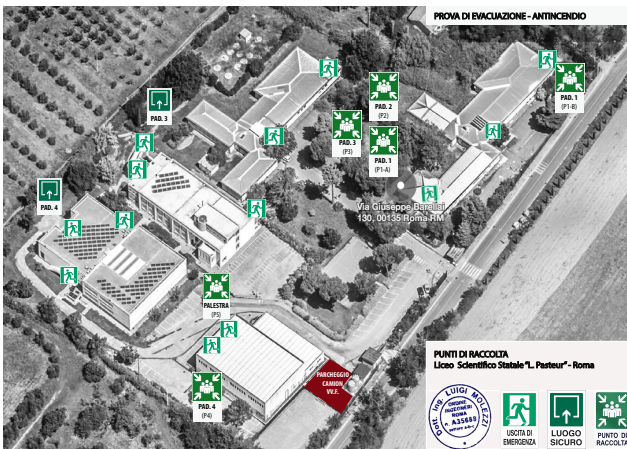 PROVA DI EVACUAZIONE - ANTINCENDIO
PAD. 1
(P1-B)
PAD. 2
(P2)
PAD. 3
PAD. 3
(P3)
PAD. 1
(P1-A)
PAD. 4
Via Giuseppe Barellai
130, 00135 Roma RM
PALESTRA
(P5)
PARCHEGGIO
CAMION
VV.F.
PAD. 4
(P4)
PUNTI DI RACCOLTA
Liceo Scientifico Statale "L. Pasteur" - Roma
Dott. Ing. LUIGI MOLEZZI
ORDINE
INGEGNERI
ROMA
n. A35688
USCITA DI
EMERGENZA
LUOGO
SICURO
PUNTO DI
RACCOLTA